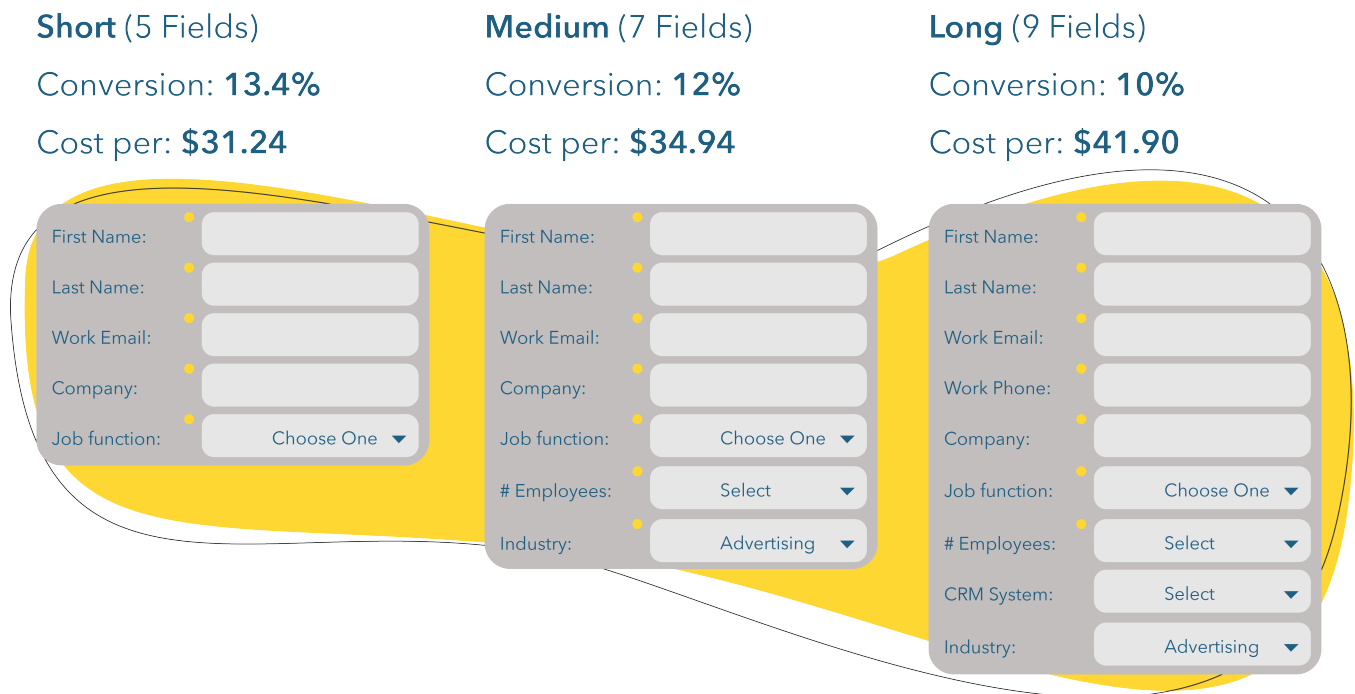 Short (5 Fields)
Conversion: 13.4%
Cost per: $31.24
First Name:
Last Name:
Work Email:
Company:
Job function: Choose One
Medium (7 Fields)
Conversion: 12%
Cost per: $34.94
First Name:
Last Name:
Work Email:
Company:
Job function: Choose One
# Employees: Select
Industry: Advertising
Long (9 Fields)
Conversion: 10%
Cost per: $41.90
First Name:
Last Name:
Work Email:
Work Phone:
Company:
Job function: Choose One
# Employees: Select
CRM System: Select
Industry: Advertising